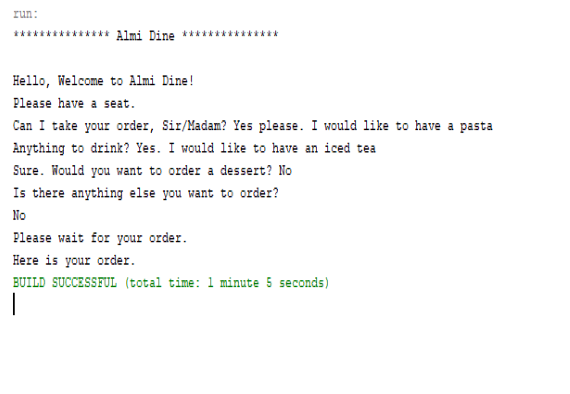 run:
*************** Almi Dine ***************
Hello, Welcome to Almi Dine!
Please have a seat.
Can I take your order, Sir/Madam? Yes please. I would like to have a pasta
Anything to drink? Yes. I would like to have an iced tea
Sure. Would you want to order a dessert? No
Is there anything else you want to order?
No
Please wait for your order.
Here is your order.
BUILD SUCCESSFUL (total time: 1 minute 5 seconds)